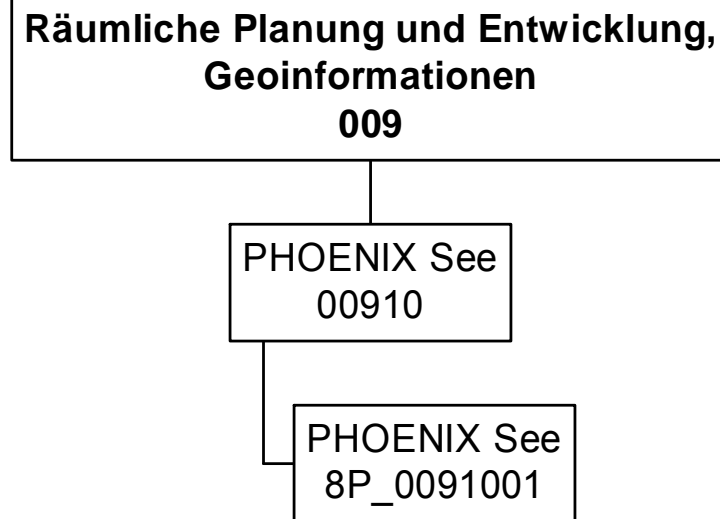 Räumliche Planung und Entwicklung,
Geoinformationen
009
PHOENIX See
00910
PHOENIX See
8P_0091001